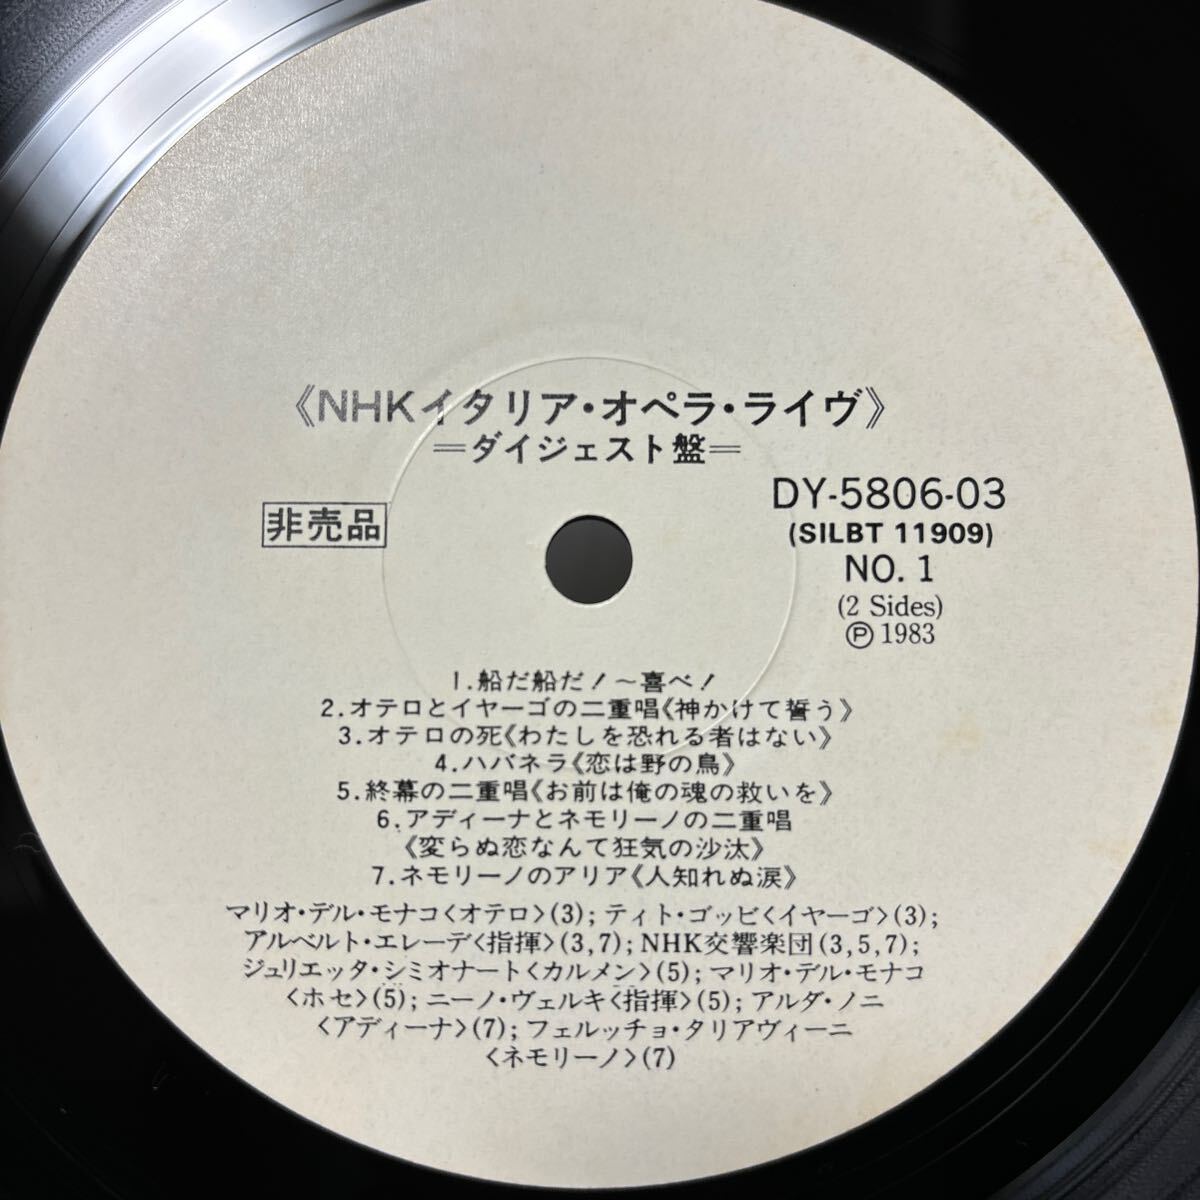 《NHKイタリア・オペラ・ライヴ》
=ダイジェスト盤=
非売品
DY-5806-03
(SILBT 11909)
NO. 1
(2 Sides)
Ⓟ 1983
1.船だ船だ!~喜べ!
2.オテロとイヤーゴの二重唱《神かけて誓う》
3.オテロの死《わたしを恐れる者はない》
4.ハバネラ《恋は野の鳥》
5.終幕の二重唱《お前は俺の魂の救いを》
6.アディーナとネモリーノの二重唱
《変らぬ恋なんて狂気の沙汰》
7.ネモリーノのアリア《人知れぬ涙》
マリオ・デル・モナコ〈オテロ〉(3); ティト・ゴッビ〈イヤーゴ〉(3);
アルベルト・エレーデ〈指揮〉(3,7); NHK交響楽団(3,5,7);
ジュリエッタ・シミオナート〈カルメン〉(5); マリオ・デル・モナコ
〈ホセ〉(5); ニーノ・ヴェルキ〈指揮〉(5); アルダ・ノニ
〈アディーナ〉(7); フェルッチョ・タリアヴィーニ
〈ネモリーノ〉(7)